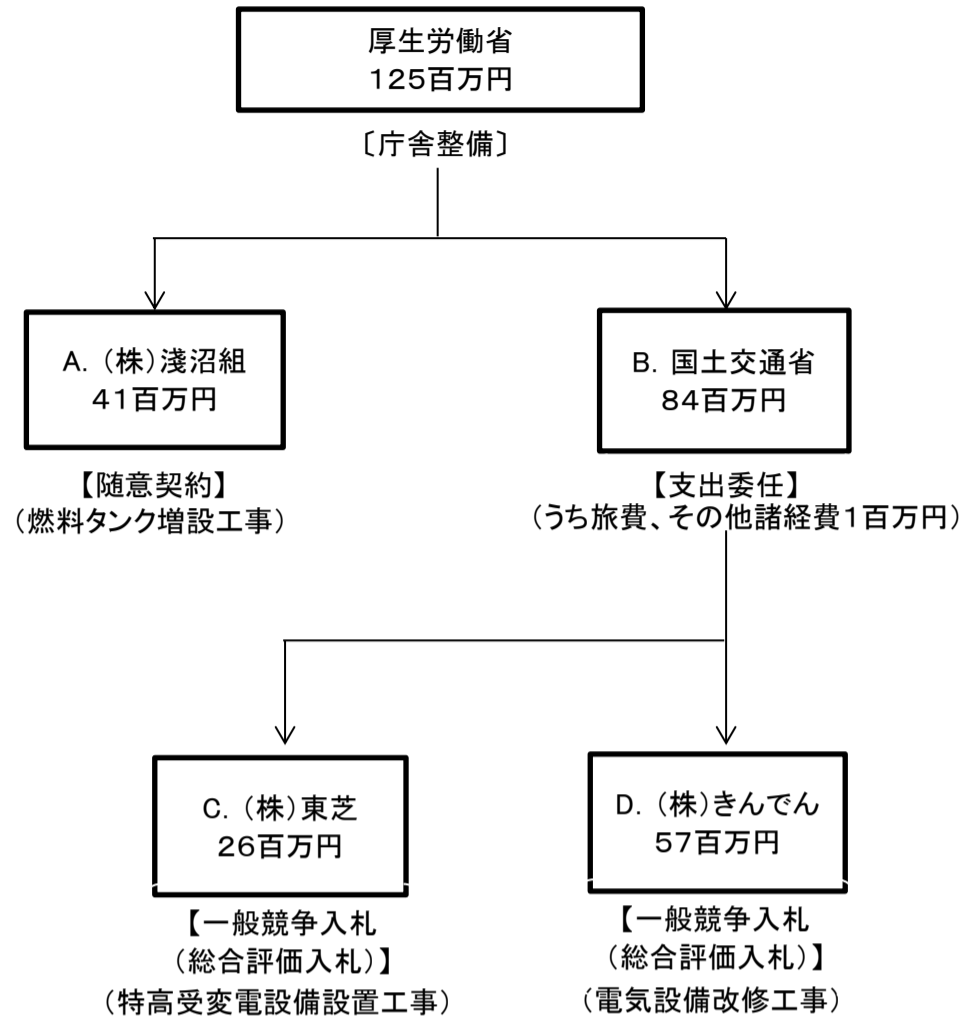 厚生労働省
125百万円
〔庁舎整備〕
A. (株)淺沼組
41百万円
【随意契約】
(燃料タンク増設工事)
B. 国土交通省
84百万円
【支出委任】
(うち旅費、その他諸経費1百万円)
C. (株)東芝
26百万円
【一般競争入札
(総合評価入札)】
(特高受変電設備設置工事)
D. (株)きんでん
57百万円
【一般競争入札
(総合評価入札)】
(電気設備改修工事)